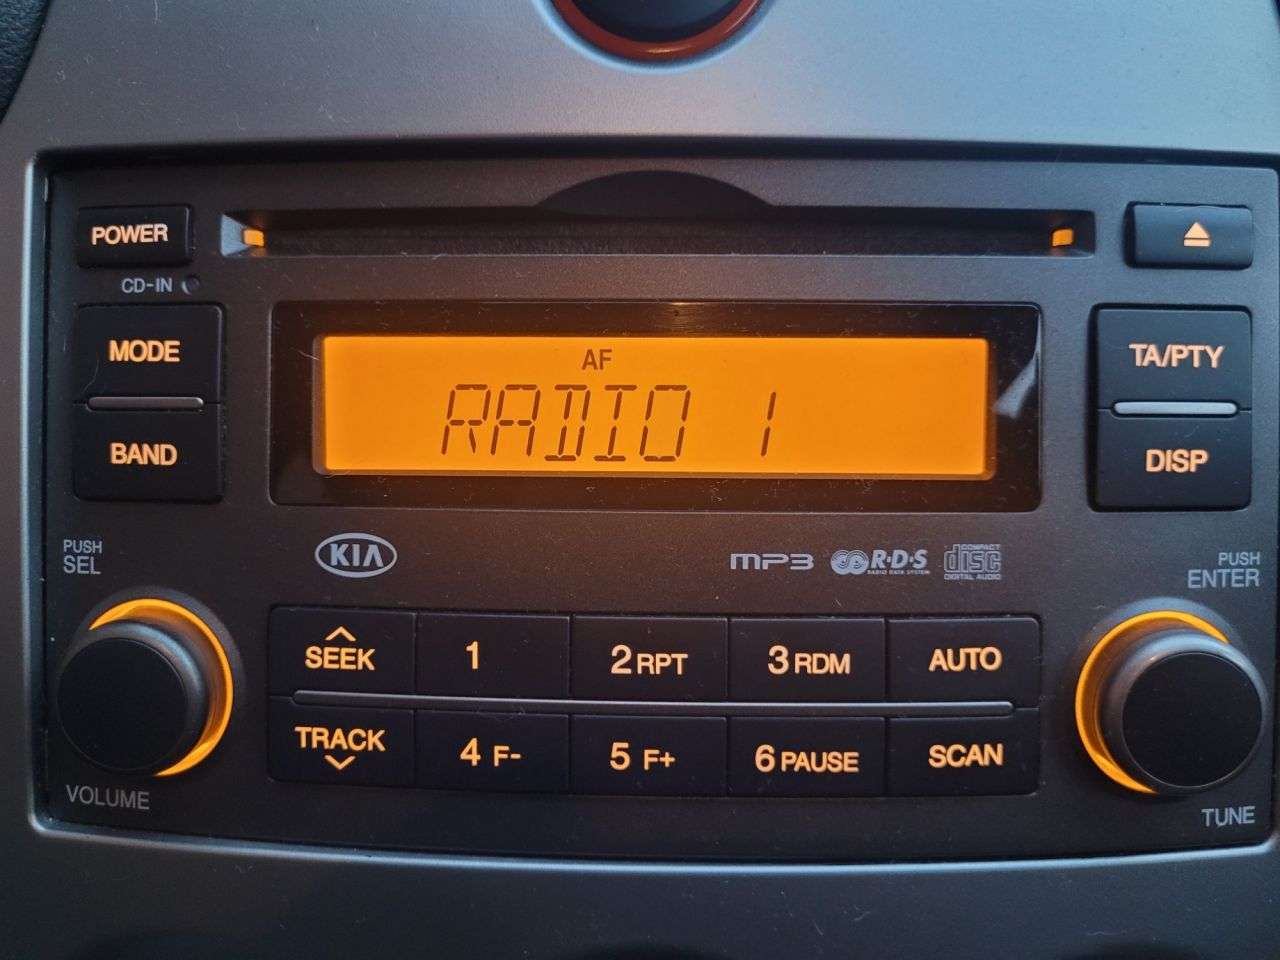 POWER
CD-IN
MODE
BAND
AF
RADIO 1
TA/PTY
DISP
PUSH
SEL
KIA
MP3
R·D·S
RADIO DATA SYSTEM
COMPACT
disc
DIGITAL AUDIO
PUSH
ENTER
SEEK
1
2 RPT
3 RDM
AUTO
TRACK
4 F-
5 F+
6 PAUSE
SCAN
VOLUME
TUNE